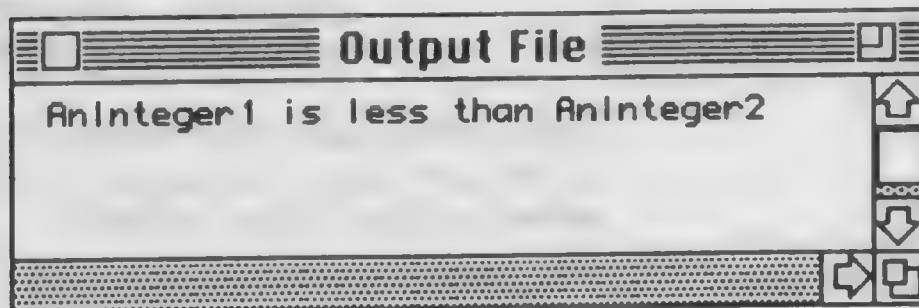 Output File
AnInteger1 is less than AnInteger2